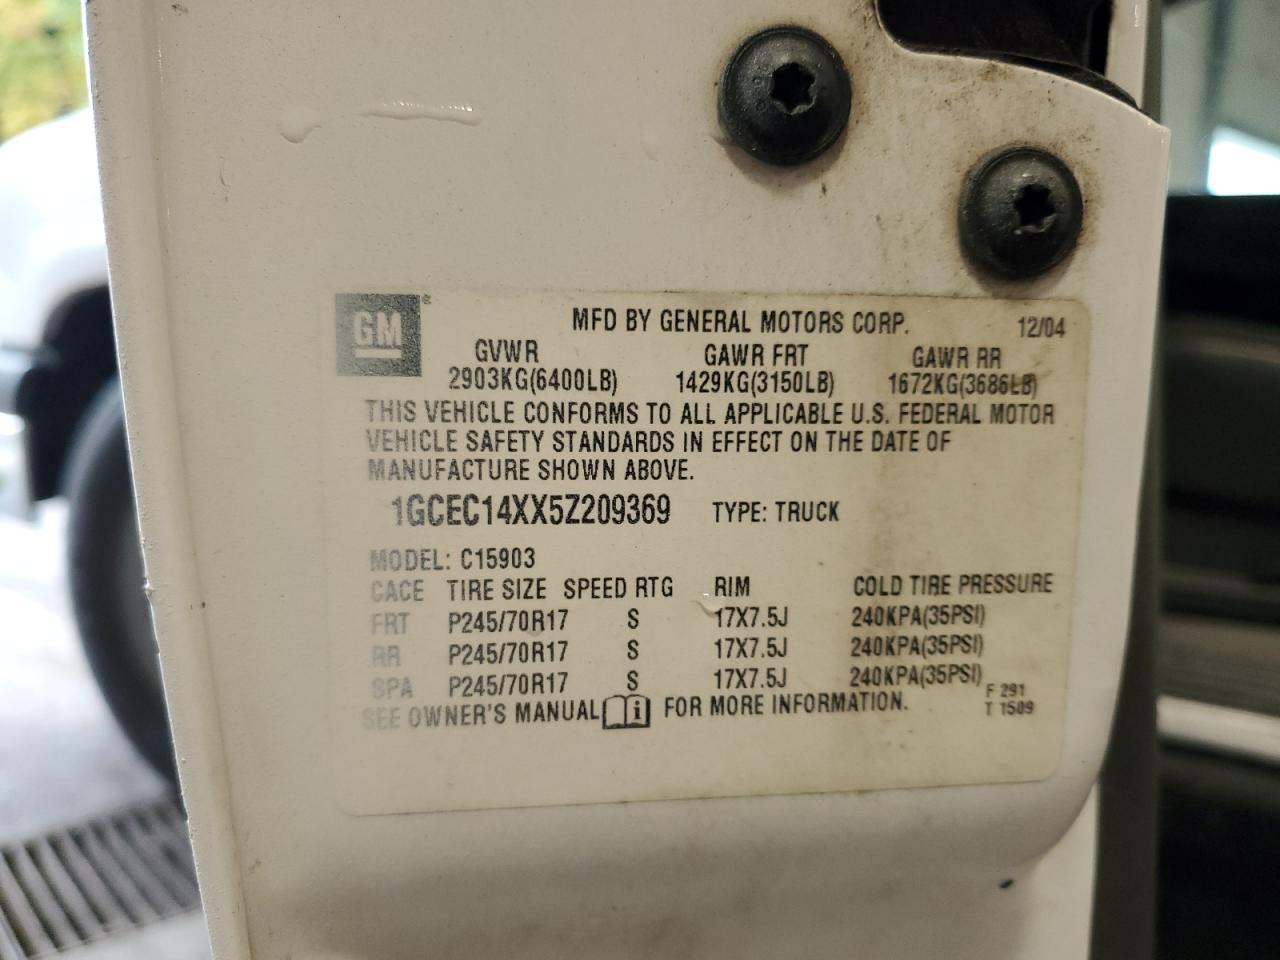 GM®
MFD BY GENERAL MOTORS CORP. 12/04
GVWR GAWR FRT GAWR RR
2903KG(6400LB) 1429KG(3150LB) 1672KG(3686LB)
THIS VEHICLE CONFORMS TO ALL APPLICABLE U.S. FEDERAL MOTOR
VEHICLE SAFETY STANDARDS IN EFFECT ON THE DATE OF
MANUFACTURE SHOWN ABOVE.
1GCEC14XX5Z209369 TYPE: TRUCK
MODEL: C15903
CACE TIRE SIZE SPEED RTG RIM COLD TIRE PRESSURE
FRT P245/70R17 S 17X7.5J 240KPA(35PSI)
RR P245/70R17 S 17X7.5J 240KPA(35PSI)
SPA P245/70R17 S 17X7.5J 240KPA(35PSI)
SEE OWNER'S MANUAL i FOR MORE INFORMATION.
F 291
T 1509